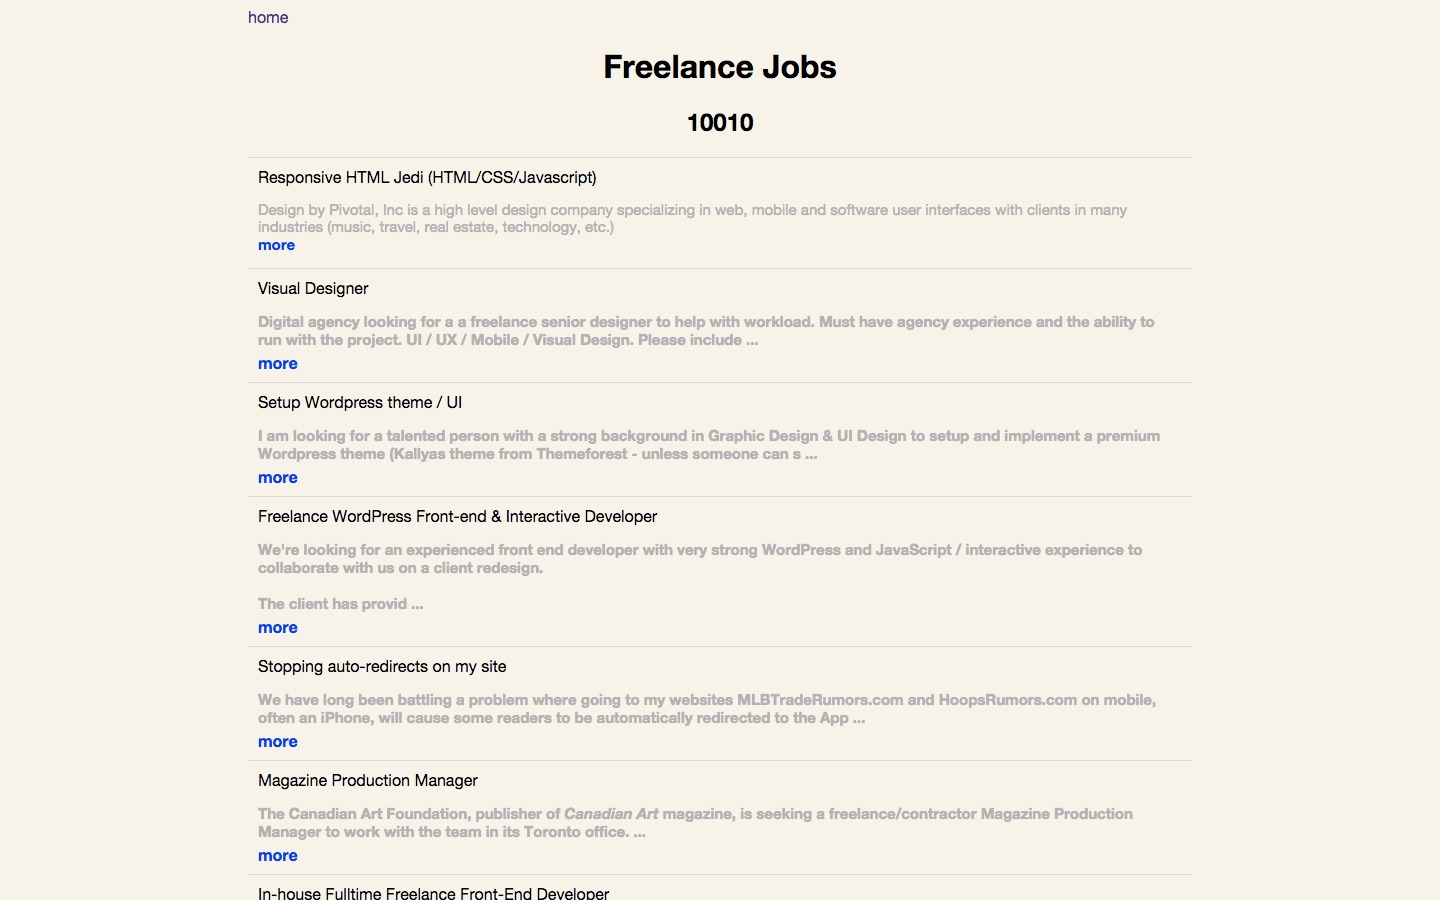 home
Freelance Jobs
10010
Responsive HTML Jedi (HTML/CSS/Javascript)
Design by Pivotal, Inc is a high level design company specializing in web, mobile and software user interfaces with clients in many
industries (music, travel, real estate, technology, etc.)
more
Visual Designer
Digital agency looking for a a freelance senior designer to help with workload. Must have agency experience and the ability to
run with the project. UI / UX / Mobile / Visual Design. Please include ...
more
Setup Wordpress theme / UI
I am looking for a talented person with a strong background in Graphic Design & UI Design to setup and implement a premium
Wordpress theme (Kallyas theme from Themeforest - unless someone can s ...
more
Freelance WordPress Front-end & Interactive Developer
We're looking for an experienced front end developer with very strong WordPress and JavaScript / interactive experience to
collaborate with us on a client redesign.
The client has provid ...
more
Stopping auto-redirects on my site
We have long been battling a problem where going to my websites MLBTradeRumors.com and HoopsRumors.com on mobile,
often an iPhone, will cause some readers to be automatically redirected to the App ...
more
Magazine Production Manager
The Canadian Art Foundation, publisher of Canadian Art magazine, is seeking a freelance/contractor Magazine Production
Manager to work with the team in its Toronto office. ...
more
In-house Fulltime Freelance Front-End Developer